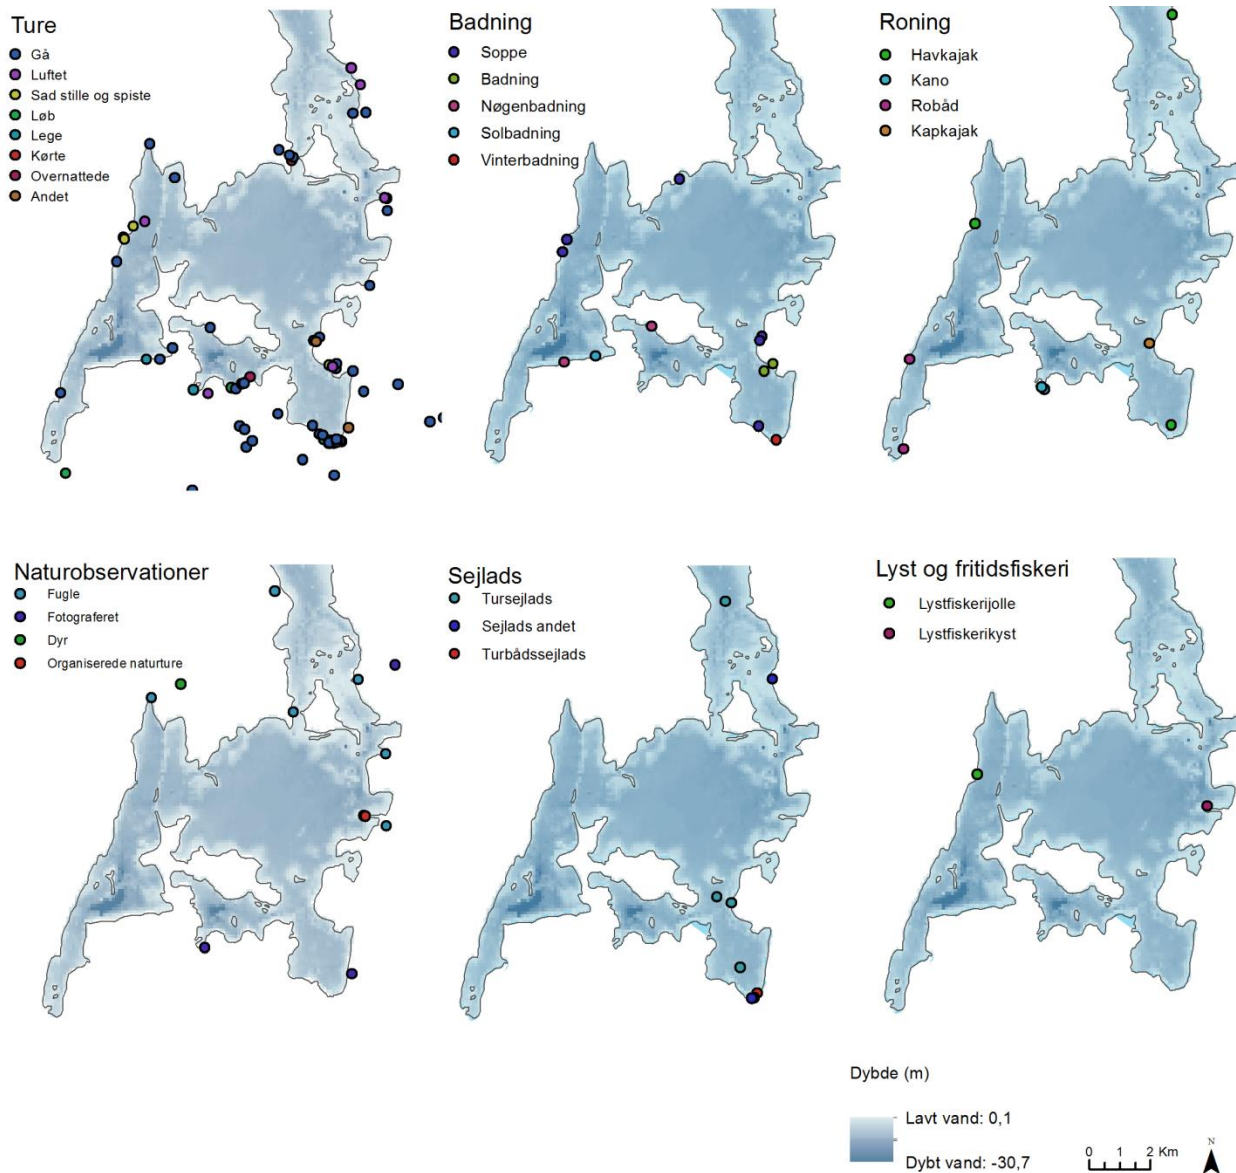 Ture
Gå
Luftet
Sad stille og spiste
Løb
Lege
Kørte
Overnattede
Andet
Badning
Soppe
Badning
Nøgenbadning
Solbadning
Vinterbadning
Roning
Havkajak
Kano
Robåd
Kapkajak
Naturobservationer
Fugle
Fotograferet
Dyr
Organiserede naturture
Sejlads
Tursejlads
Sejlads andet
Turbådssejlads
Lyst og fritidsfiskeri
Lystfiskerijolle
Lystfiskerikyst
Dybde (m)
Lavt vand: 0,1
Dybt vand: -30,7
0 1 2 Km
N